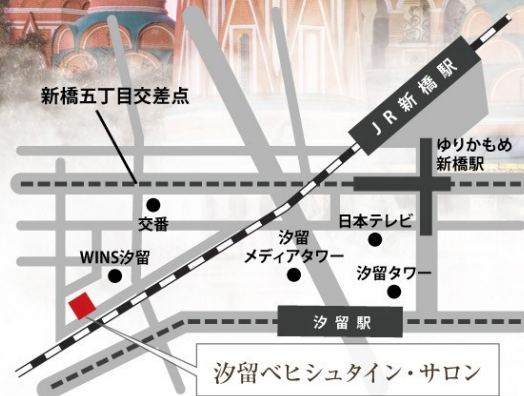 JR新橋駅
新橋五丁目交差点
ゆりかもめ
新橋駅
交番
日本テレビ
汐留
メディアタワー
WINS汐留
汐留タワー
汐留駅
汐留ベヒシュタイン・サロン